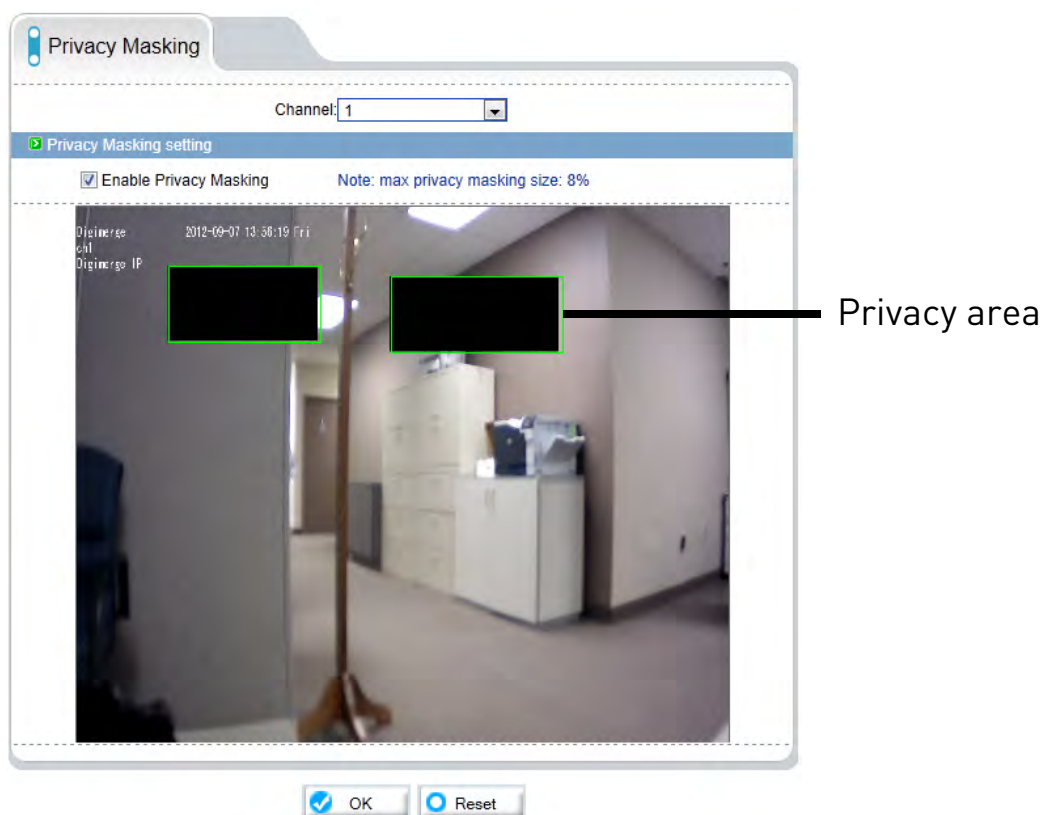 Privacy Masking
Channel: 1
Privacy Masking setting
Enable Privacy Masking Note: max privacy masking size: 8%
Digimerge 2012-09-07 13:56:19 Fri
ch1
Digimerge IP
Privacy area
OK Reset